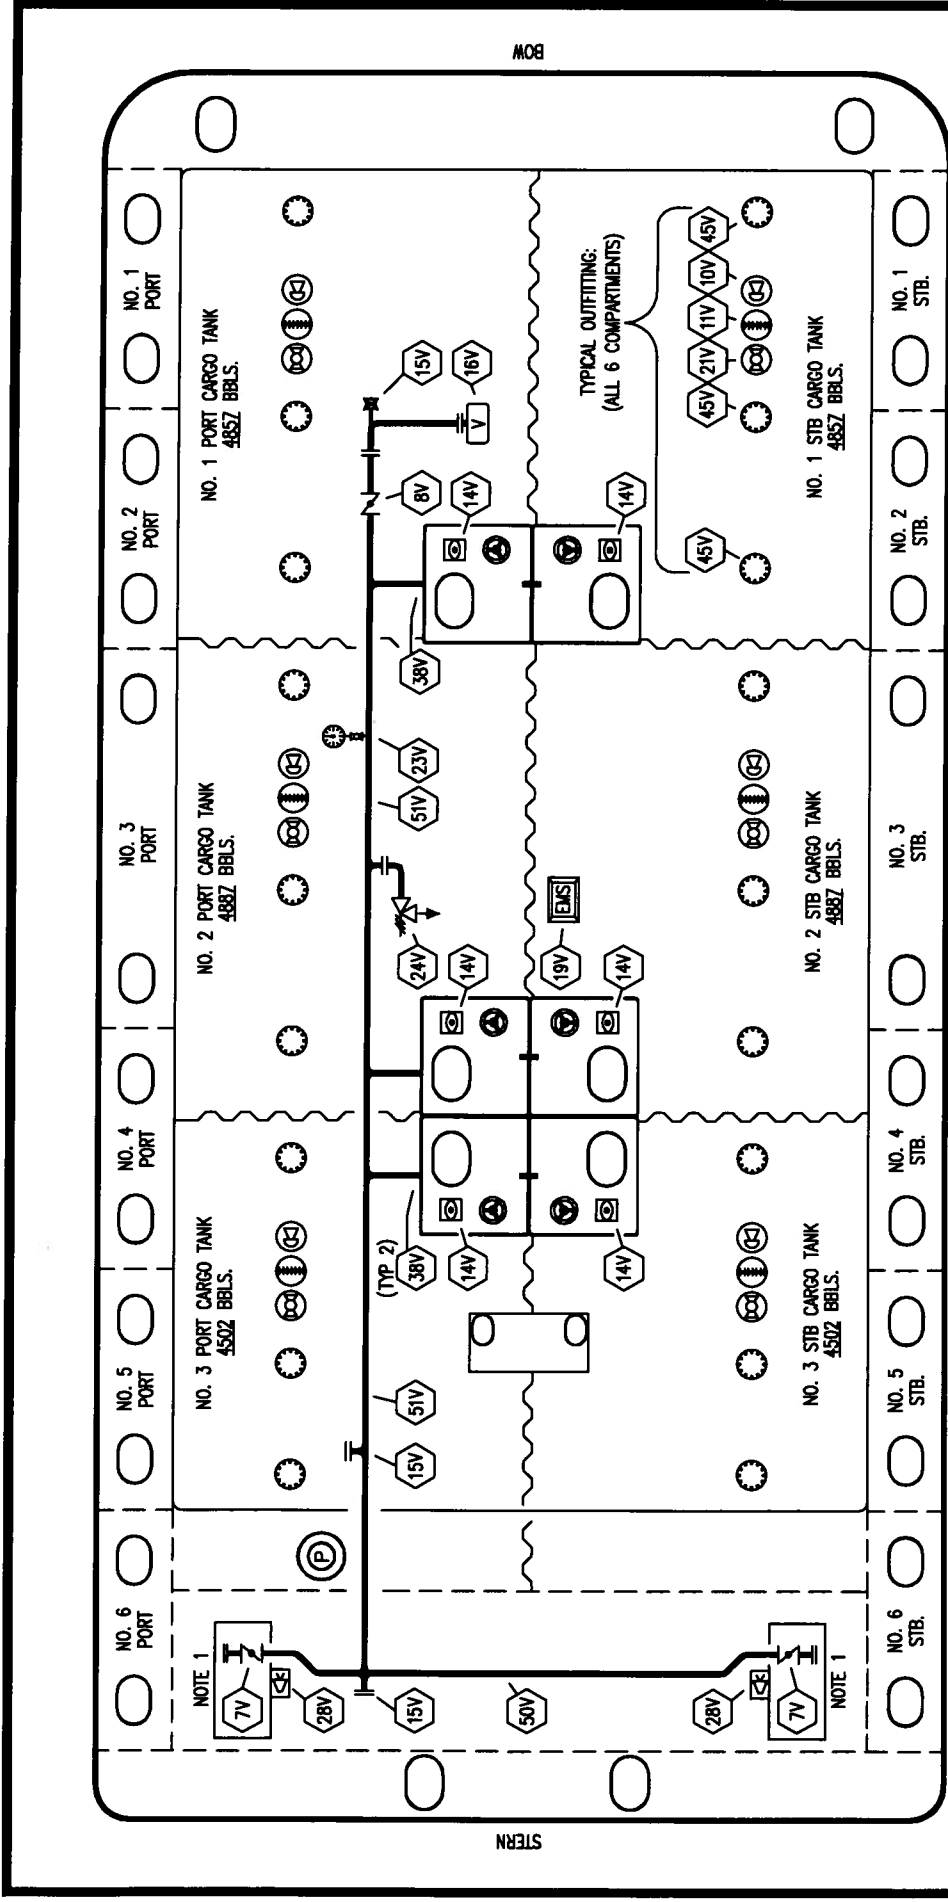 NO. 6
PORT
NO. 5
PORT
NO. 4
PORT
NO. 3
PORT
NO. 2
PORT
NO. 1
PORT
NOTE 1
NO. 3 PORT CARGO TANK
4502 BBLS.
NO. 2 PORT CARGO TANK
4887 BBLS.
NO. 1 PORT CARGO TANK
4857 BBLS.
7V
28V
P
15V
15V
51V
(TYP 2)
38V
14V
24V
14V
51V
23V
38V
8V
14V
15V
16V
V
STERN
50V
19V
EMS
BOW
14V
14V
14V
TYPICAL OUTFITTING:
(ALL 6 COMPARTMENTS)
45V
45V
21V
11V
10V
45V
28V
7V
NOTE 1
NO. 3 STB CARGO TANK
4502 BBLS.
NO. 2 STB CARGO TANK
4887 BBLS.
NO. 1 STB CARGO TANK
4857 BBLS.
NO. 6
STB.
NO. 5
STB.
NO. 4
STB.
NO. 3
STB.
NO. 2
STB.
NO. 1
STB.